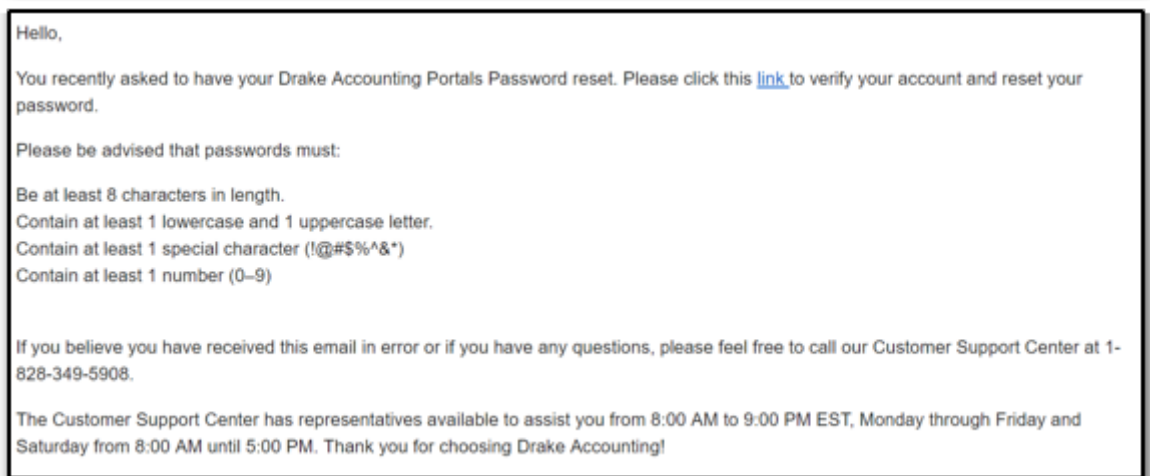 Hello,
You recently asked to have your Drake Accounting Portals Password reset. Please click this link to verify your account and reset your
password.
Please be advised that passwords must:
Be at least 8 characters in length.
Contain at least 1 lowercase and 1 uppercase letter.
Contain at least 1 special character (!@#$%^&*)
Contain at least 1 number (0–9)
If you believe you have received this email in error or if you have any questions, please feel free to call our Customer Support Center at 1-
828-349-5908.
The Customer Support Center has representatives available to assist you from 8:00 AM to 9:00 PM EST, Monday through Friday and
Saturday from 8:00 AM until 5:00 PM. Thank you for choosing Drake Accounting!